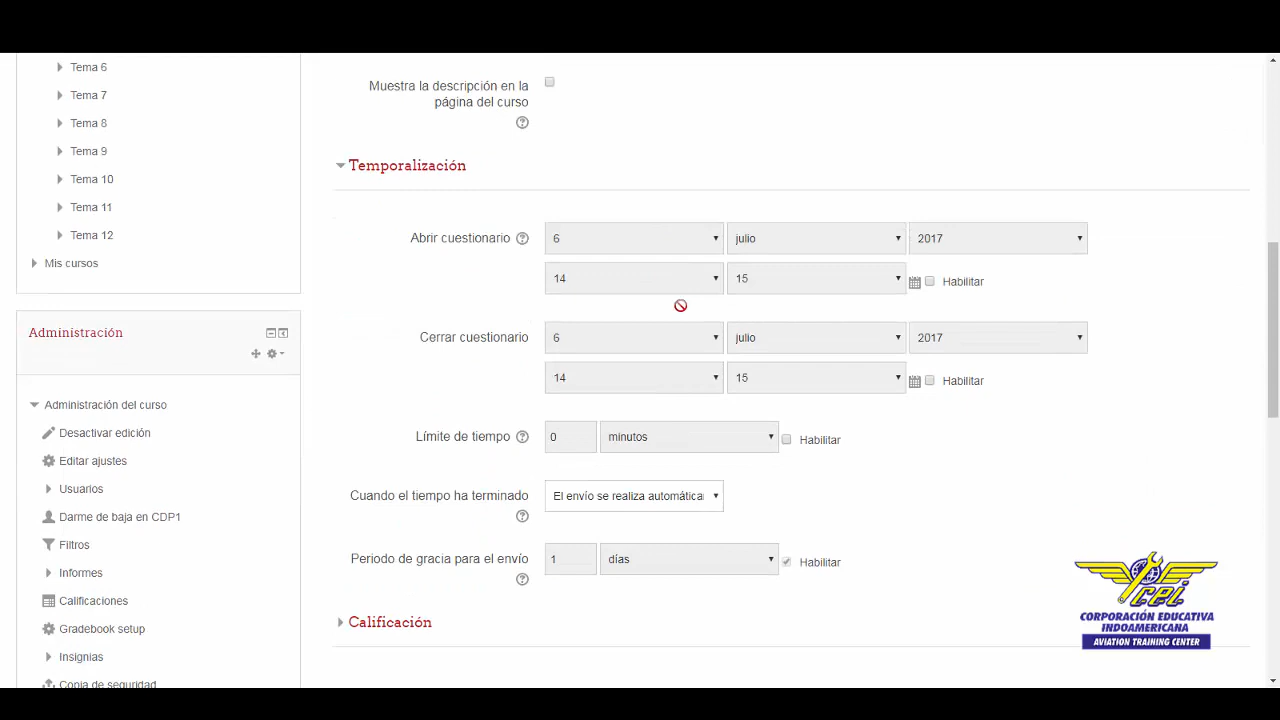 Tema 6
Tema 7
Tema 8
Tema 9
Tema 10
Tema 11
Tema 12
Mis cursos
Administración
Administración del curso
Desactivar edición
Editar ajustes
Usuarios
Darme de baja en CDP1
Filtros
Informes
Calificaciones
Gradebook setup
Insignias
Copia de seguridad
Muestra la descripción en la
página del curso
Temporalización
Abrir cuestionario 6 julio 2017
14 15 Habilitar
Cerrar cuestionario 6 julio 2017
14 15 Habilitar
Límite de tiempo 0 minutos Habilitar
Cuando el tiempo ha terminado El envío se realiza automática
Periodo de gracia para el envío 1 días Habilitar
Calificación
cei
CORPORACIÓN EDUCATIVA
INDOAMERICANA
AVIATION TRAINING CENTER